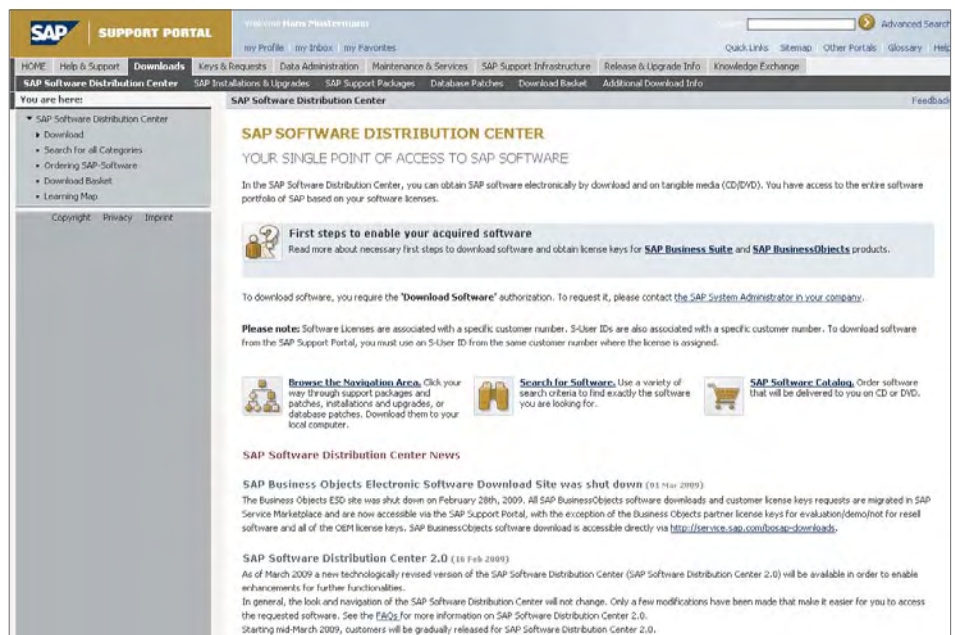 SAP SUPPORT PORTAL
Welcome Hans Mustermann
Advanced Search
my Profile my Inbox my Favorites
Quick Links Sitemap Other Portals Glossary Help
HOME Help & Support Downloads Keys & Requests Data Administration Maintenance & Services SAP Support Infrastructure Release & Upgrade Info Knowledge Exchange
SAP Software Distribution Center SAP Installations & Upgrades SAP Support Packages Database Patches Download Basket Additional Download Info
You are here:
SAP Software Distribution Center
Feedback
SAP Software Distribution Center
Download
Search for all Categories
Ordering SAP-Software
Download Basket
Learning Map
Copyright Privacy Imprint
SAP SOFTWARE DISTRIBUTION CENTER
YOUR SINGLE POINT OF ACCESS TO SAP SOFTWARE
In the SAP Software Distribution Center, you can obtain SAP software electronically by download and on tangible media (CD/DVD). You have access to the entire software
portfolio of SAP based on your software licenses.
First steps to enable your acquired software
Read more about necessary first steps to download software and obtain license keys for SAP Business Suite and SAP BusinessObjects products.
To download software, you require the 'Download Software' authorization. To request it, please contact the SAP System Administrator in your company.
Please note: Software Licenses are associated with a specific customer number. S-User IDs are also associated with a specific customer number. To download software
from the SAP Support Portal, you must use an S-User ID from the same customer number where the license is assigned.
Browse the Navigation Area. Click your
way through support packages and
patches, installations and upgrades, or
database patches. Download them to your
local computer.
Search for Software. Use a variety of
search criteria to find exactly the software
you are looking for.
SAP Software Catalog. Order software
that will be delivered to you on CD or DVD.
SAP Software Distribution Center News
SAP Business Objects Electronic Software Download Site was shut down (01 Mar 2009)
The Business Objects ESD site was shut down on February 28th, 2009. All SAP BusinessObjects software downloads and customer license keys requests are migrated in SAP
Service Marketplace and are now accessible via the SAP Support Portal, with the exception of the Business Objects partner license keys for evaluation/demo/not for resell
software and all of the OEM license keys. SAP BusinessObjects software download is accessible directly via http://service.sap.com/bosap-downloads.
SAP Software Distribution Center 2.0 (16 Feb 2009)
As of March 2009 a new technologically revised version of the SAP Software Distribution Center (SAP Software Distribution Center 2.0) will be available in order to enable
enhancements for further functionalities.
In general, the look and navigation of the SAP Software Distribution Center will not change. Only a few modifications have been made that make it easier for you to access
the requested software. See the FAQs for more information on SAP Software Distribution Center 2.0.
Starting mid-March 2009, customers will be gradually released for SAP Software Distribution Center 2.0.